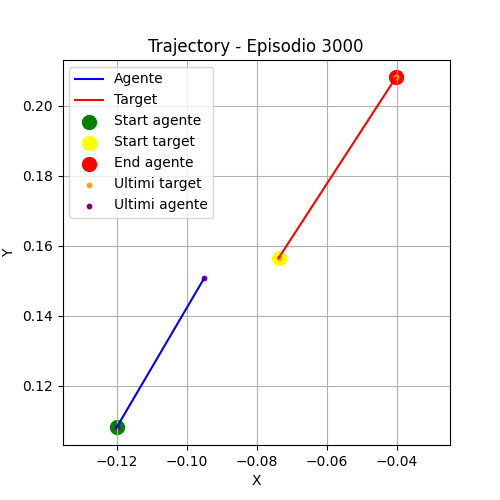 Trajectory - Episodio 3000
Agente
Target
Start agente
Start target
End agente
Ultimi target
Ultimi agente
Y
0.20
0.18
0.16
0.14
0.12
−0.12 −0.10 −0.08 −0.06 −0.04
X